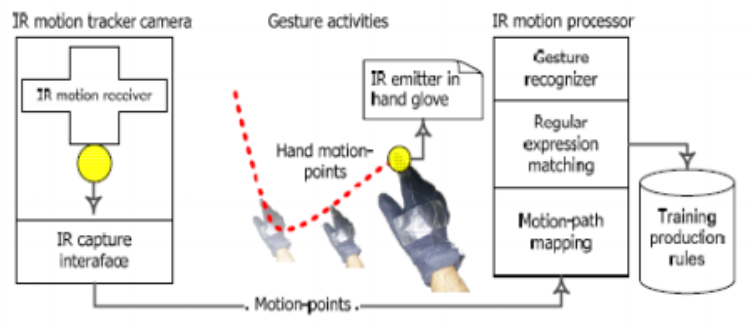 IR motion tracker camera
Gesture activities
IR motion processor
IR motion receiver
IR capture
interaface
IR emitter in
hand glove
Hand motion-
points
Gesture
recognizer
Regular
expression
matching
Motion-path
mapping
Training
production
rules
. Motion-points .